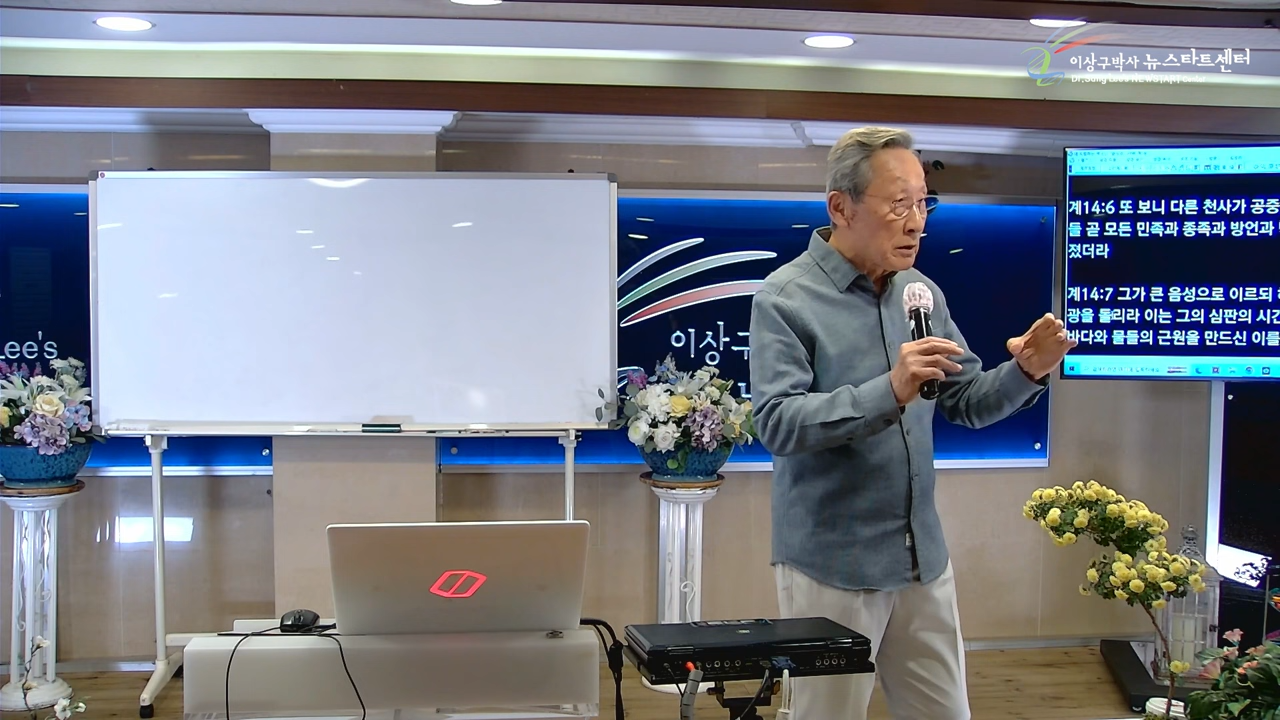 이상구박사 뉴스타트센터
Lee's
이상구
계14:6 또 보니 다른 천사가 공중
들 곧 모든 민족과 종족과 방언과
졌더라
계14:7 그가 큰 음성으로 이르되
광을 돌리라 이는 그의 심판의 시간
바다와 물들의 근원을 만드신 이를